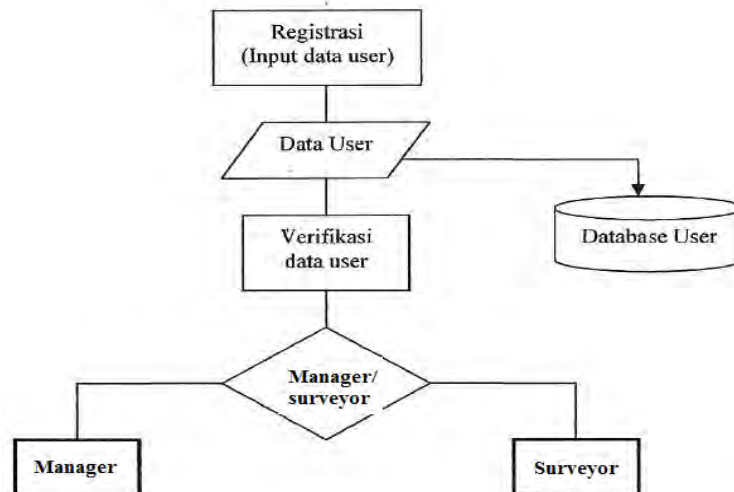 Registrasi
(Input data user)
Data User
Database User
Verifikasi
data user
Manager/
surveyor
Manager
Surveyor